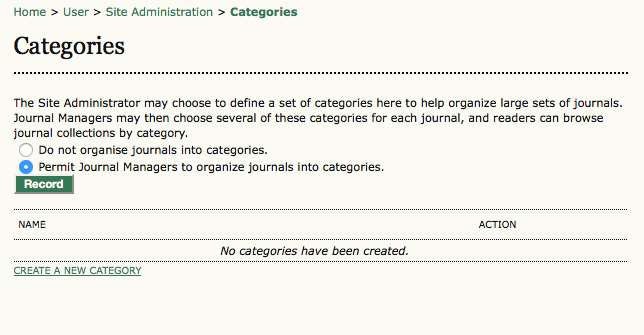 Home > User > Site Administration > Categories
Categories
The Site Administrator may choose to define a set of categories here to help organize large sets of journals.
Journal Managers may then choose several of these categories for each journal, and readers can browse
journal collections by category.
Do not organise journals into categories.
Permit Journal Managers to organize journals into categories.
Record
NAME ACTION
No categories have been created.
CREATE A NEW CATEGORY